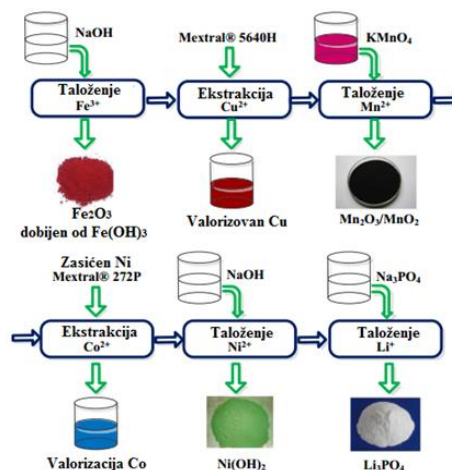 NaOH
Mextral® 5640H
KMnO₄
Taloženje
Fe³⁺
Ekstrakcija
Cu²⁺
Taloženje
Mn²⁺
Fe₂O₃
dobijen od Fe(OH)₃
Valorizovan Cu
Mn₂O₃/MnO₂
Zasićen Ni
Mextral® 272P
NaOH
Na₃PO₄
Ekstrakcija
Co²⁺
Taloženje
Ni²⁺
Taloženje
Li⁺
Valorizacija Co
Ni(OH)₂
Li₃PO₄